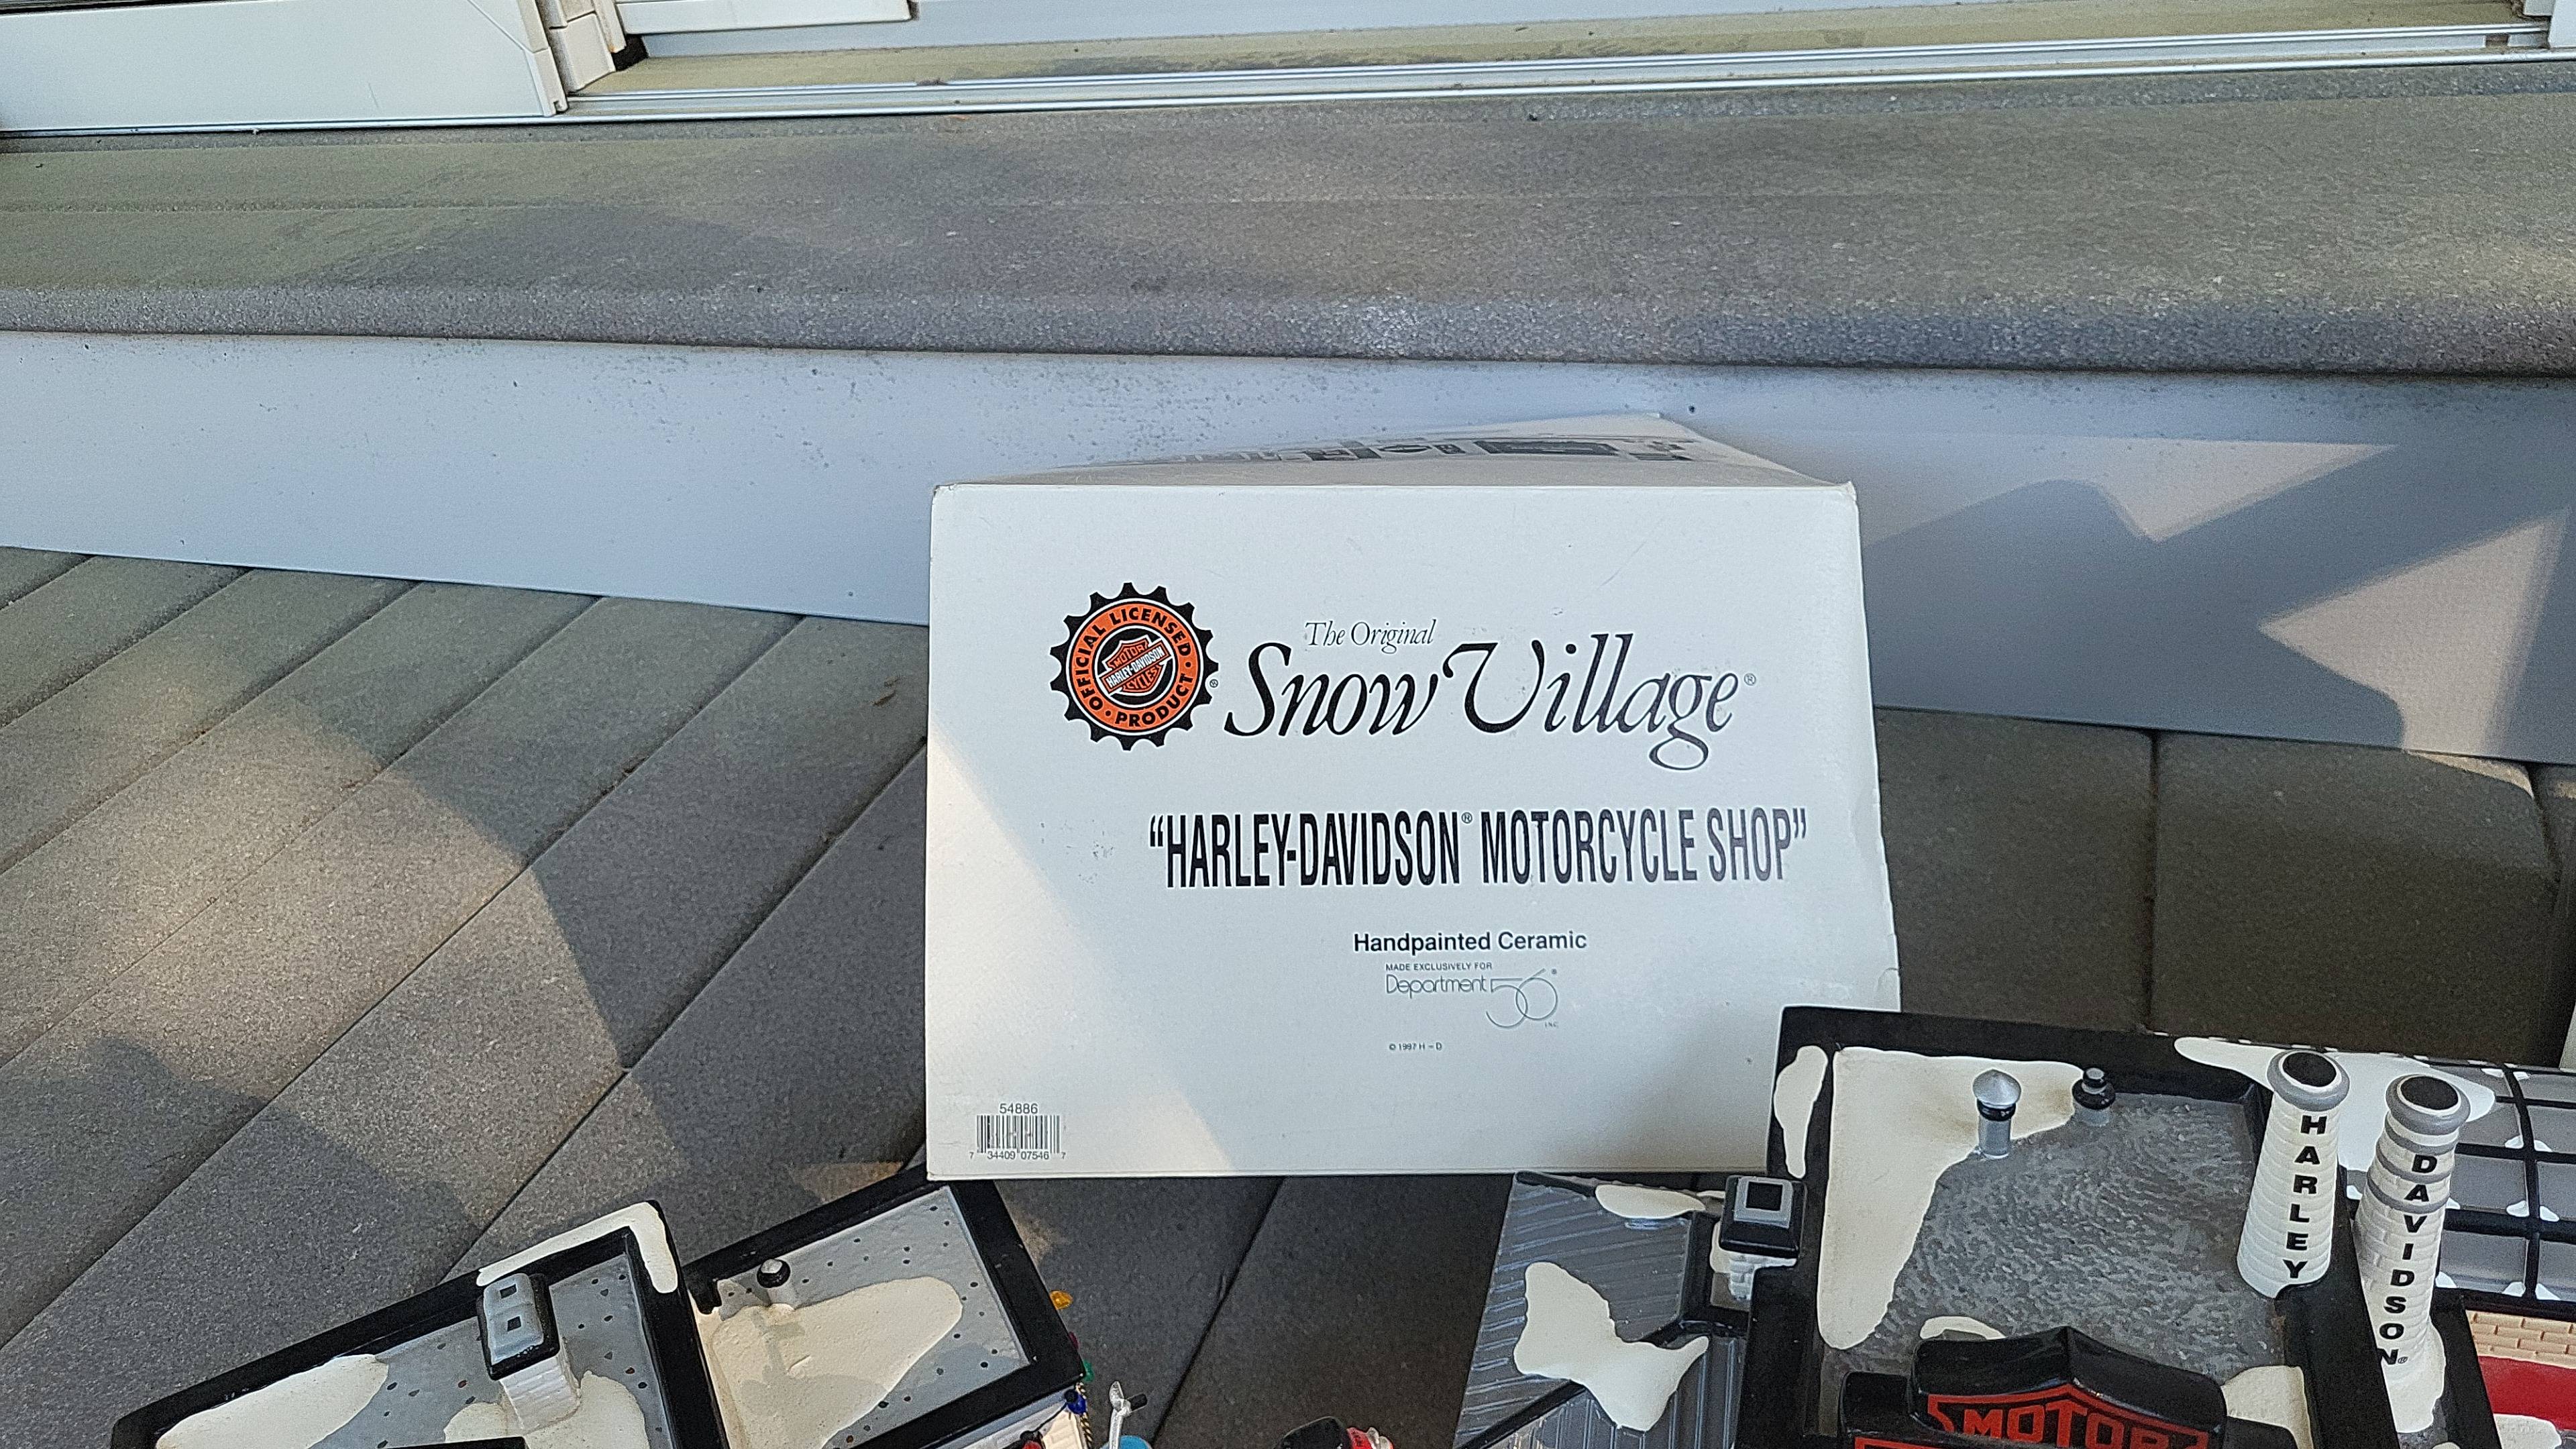 OFFICIAL LICENSED
MOTOR
HARLEY-DAVIDSON
CYCLES
• PRODUCT •
®
The Original
Snow Village®
“HARLEY-DAVIDSON® MOTORCYCLE SHOP”
Handpainted Ceramic
MADE EXCLUSIVELY FOR
Department 56®
INC.
© 1997 H-D
54886
7 34409 07546 7
HARLEY
DAVIDSON®
MOTOR